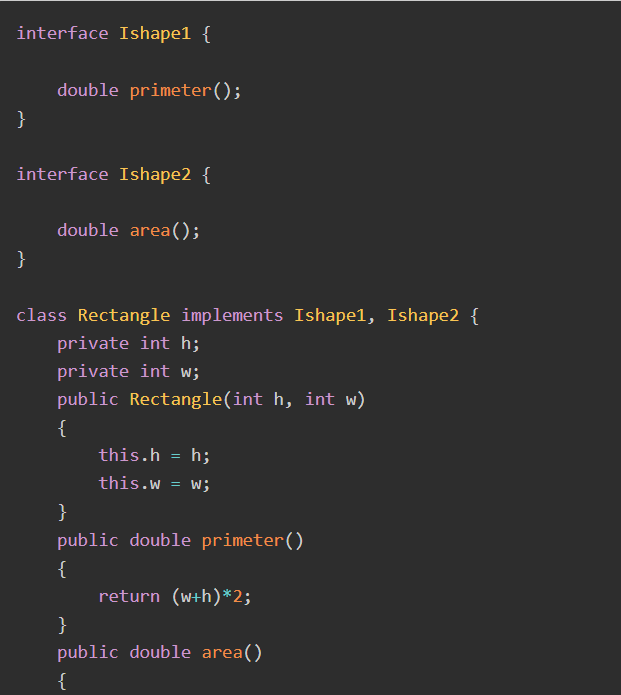 interface Ishape1 {
    double primeter();
}
interface Ishape2 {
    double area();
}
class Rectangle implements Ishape1, Ishape2 {
    private int h;
    private int w;
    public Rectangle(int h, int w)
    {
        this.h = h;
        this.w = w;
    }
    public double primeter()
    {
        return (w+h)*2;
    }
    public double area()
    {